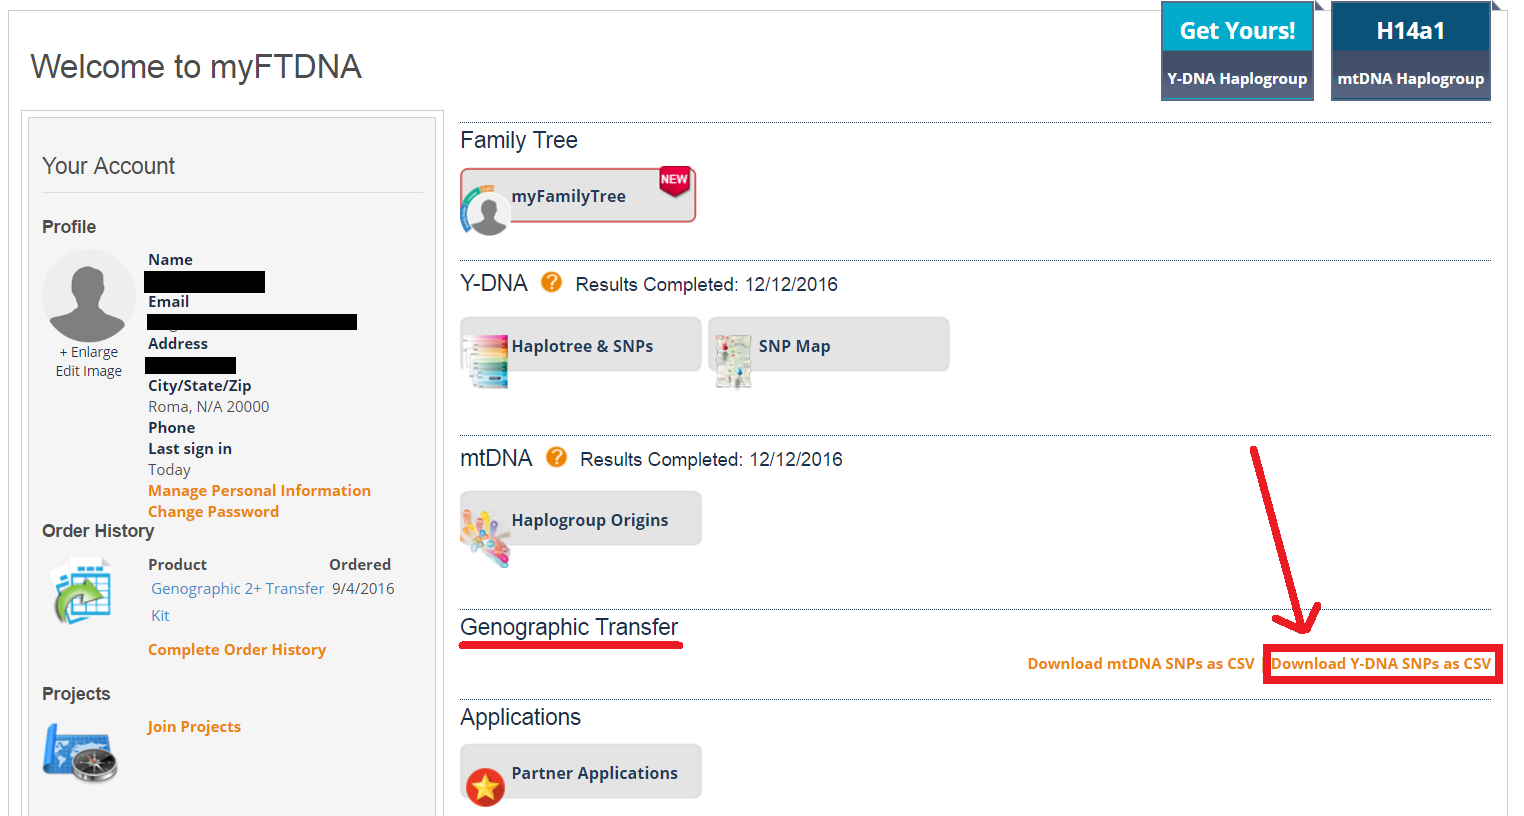 Welcome to myFTDNA
Get Yours!
Y-DNA Haplogroup
H14a1
mtDNA Haplogroup
Your Account
Profile
+ Enlarge
Edit Image
Name
Email
Address
City/State/Zip
Roma, N/A 20000
Phone
Last sign in
Today
Manage Personal Information
Change Password
Order History
Product Ordered
Genographic 2+ Transfer 9/4/2016
Kit
Complete Order History
Projects
Join Projects
Family Tree
myFamilyTree
NEW
Y-DNA ? Results Completed: 12/12/2016
Haplotree & SNPs
SNP Map
mtDNA ? Results Completed: 12/12/2016
Haplogroup Origins
Genographic Transfer
Download mtDNA SNPs as CSV Download Y-DNA SNPs as CSV
Applications
Partner Applications